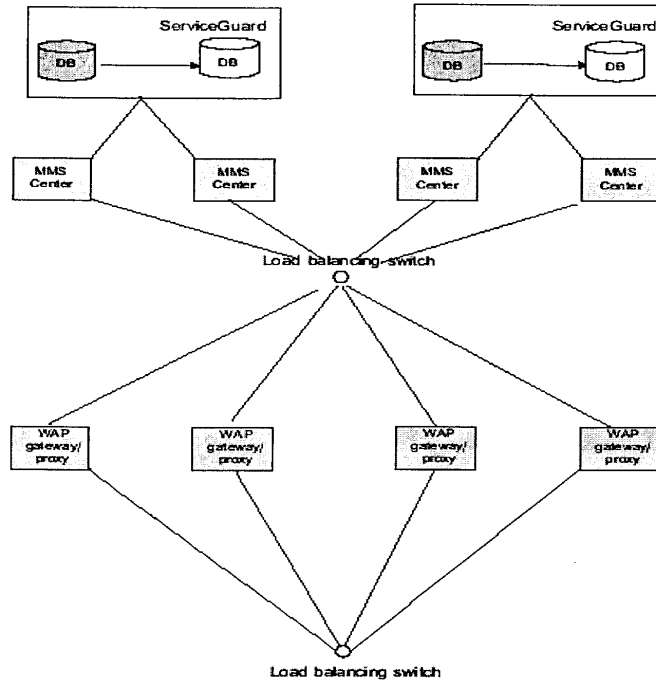 ServiceGuard
DB
DB
ServiceGuard
DB
DB
MMS
Center
MMS
Center
MMS
Center
MMS
Center
Load balancing switch
WAP
gateway/
proxy
WAP
gateway/
proxy
WAP
gateway/
proxy
WAP
gateway/
proxy
Load balancing switch